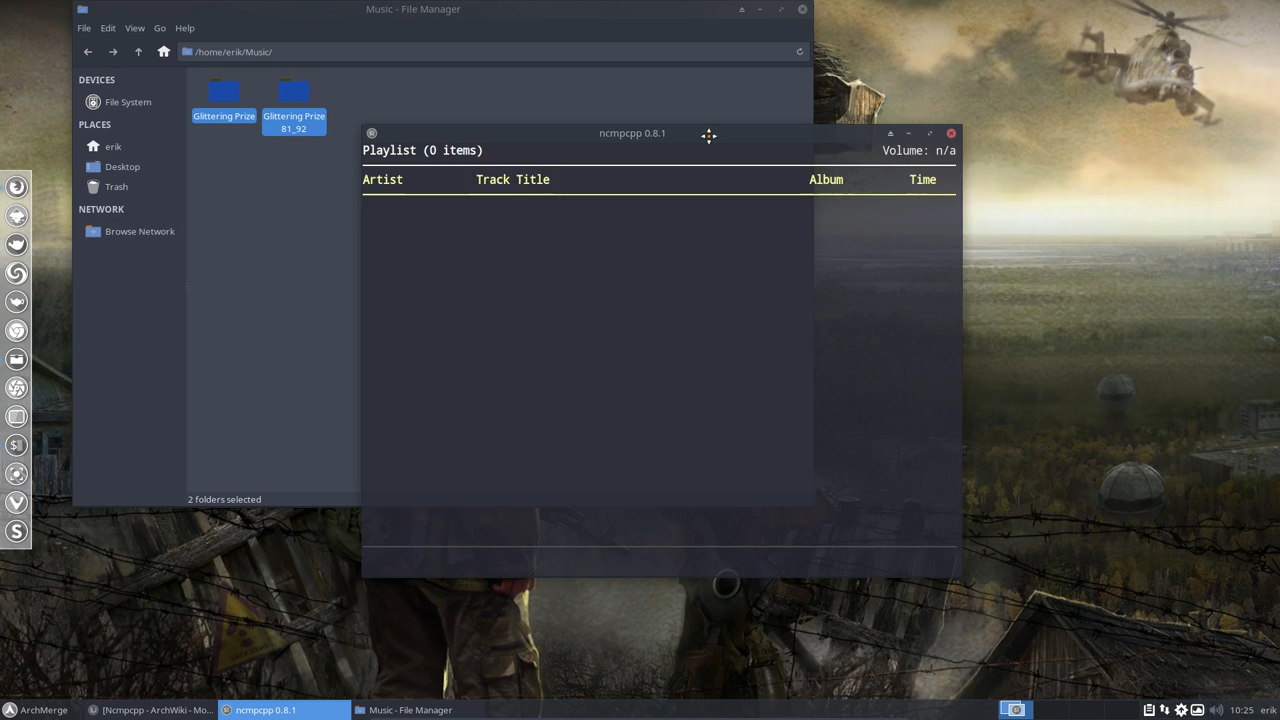 Music - File Manager
File Edit View Go Help
/home/erik/Music/
DEVICES
File System
PLACES
erik
Desktop
Trash
NETWORK
Browse Network
Glittering Prize
Glittering Prize
81_92
2 folders selected
ncmpcpp 0.8.1
Playlist (0 items) Volume: n/a
Artist Track Title Album Time
$
S
ArchMerge [Ncmpcpp - ArchWiki - Mo... ncmpcpp 0.8.1 Music - File Manager 10:25 erik